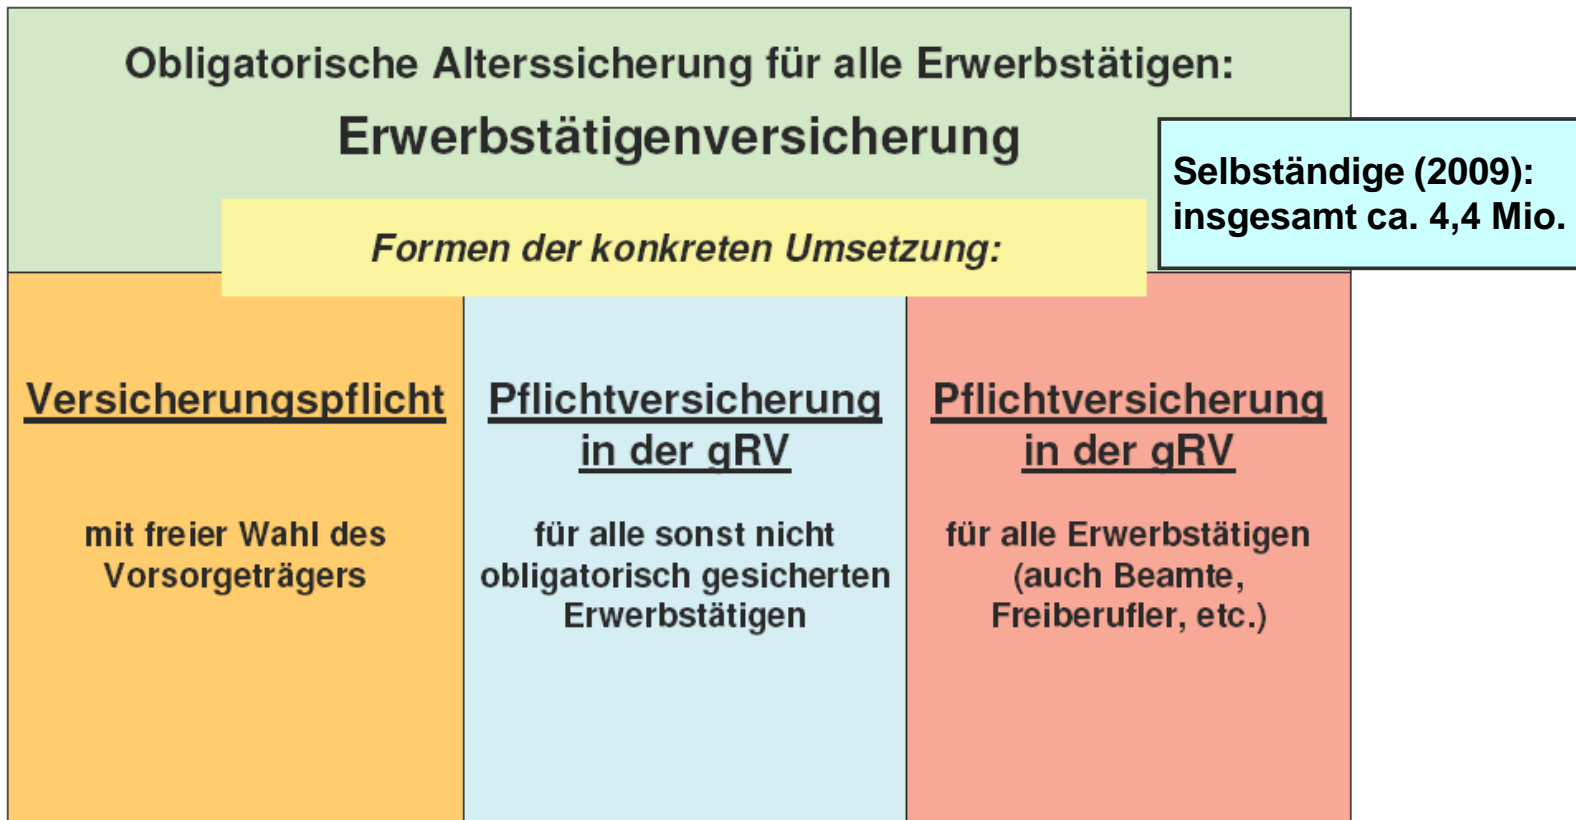 Obligatorische Alterssicherung für alle Erwerbstätigen:
Erwerbstätigenversicherung
Selbständige (2009):
insgesamt ca. 4,4 Mio.
Formen der konkreten Umsetzung:
Versicherungspflicht
mit freier Wahl des
Vorsorgeträgers
Pflichtversicherung
in der gRV
für alle sonst nicht
obligatorisch gesicherten
Erwerbstätigen
Pflichtversicherung
in der gRV
für alle Erwerbstätigen
(auch Beamte,
Freiberufler, etc.)